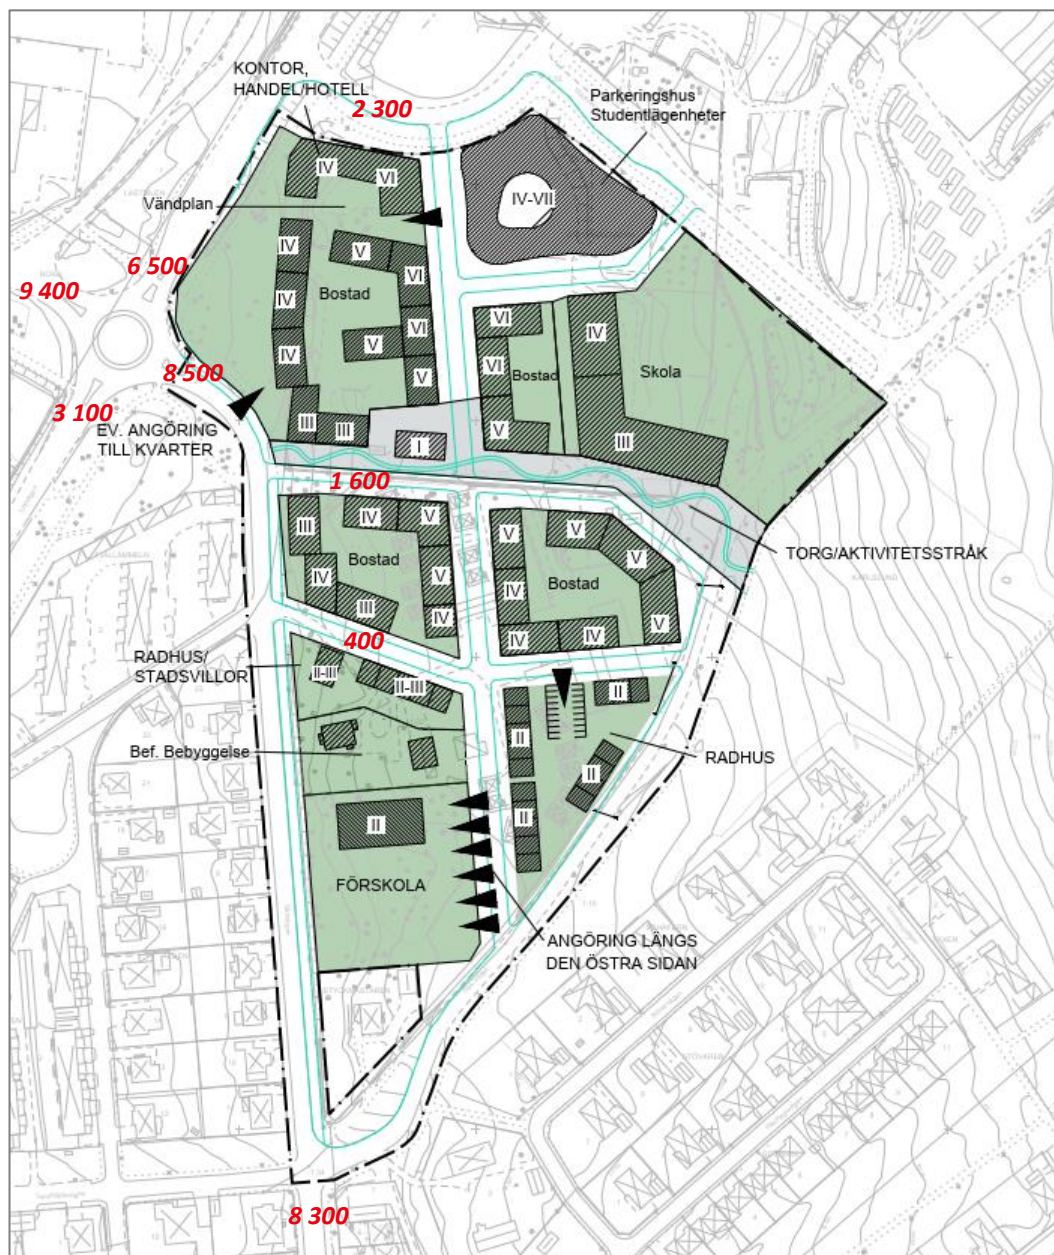 KONTOR,
HANDEL/HOTELL
2 300
Parkeringshus
Studentlägenheter
IV
VI
IV-VII
Vändplan
IV
V
VI
6 500
9 400
Bostad
IV
VI
VI
IV
IV
V
V
VI
Bostad
Skola
8 500
3 100
EV. ANGÖRING
TILL KVARTER
III
III
I
V
III
1 600
III
IV
V
V
V
V
TORG/AKTIVITETSSTRÅK
Bostad
IV
V
IV
Bostad
III
IV
IV
IV
V
400
RADHUS/
STADSVILLOR
II-III
II-III
II
Bef. Bebyggelse
II
RADHUS
II
II
II
FÖRSKOLA
ANGÖRING LÄNGS
DEN ÖSTRA SIDAN
8 300